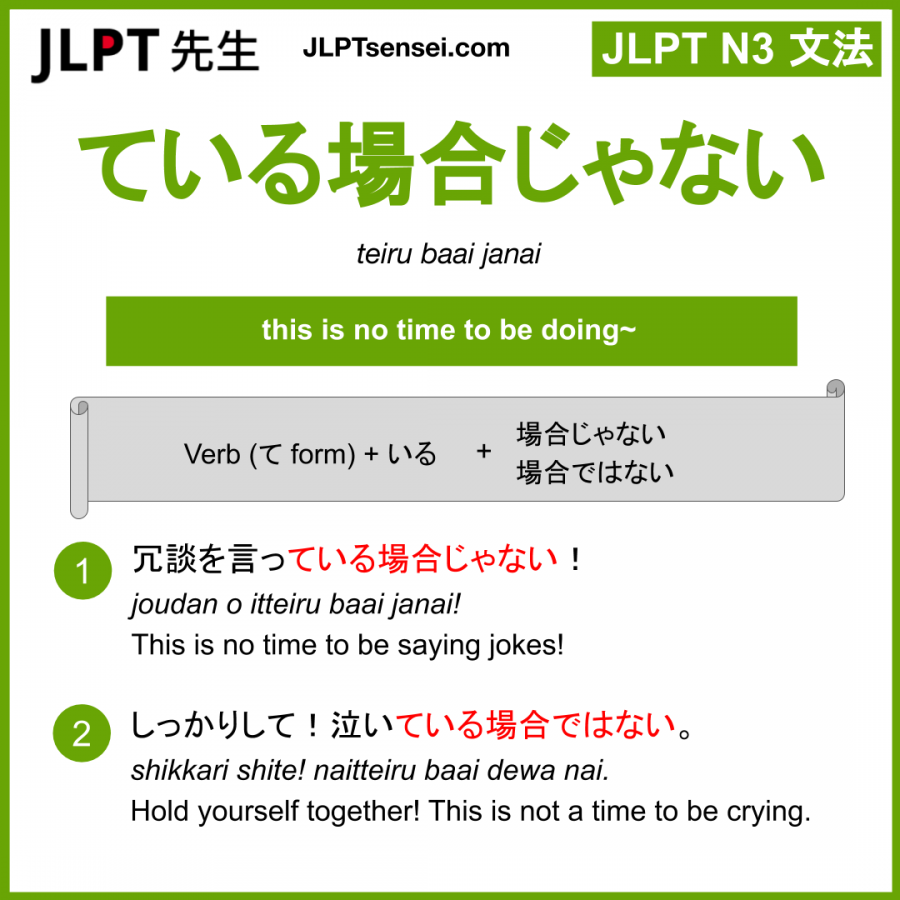 JLPT 先生
JLPTsensei.com
JLPT N3 文法
ている場合じゃない
teiru baai janai
this is no time to be doing~
Verb (て form) + いる + 場合じゃない
場合ではない
1 冗談を言っている場合じゃない！
joudan o itteiru baai janai!
This is no time to be saying jokes!
2 しっかりして！泣いている場合ではない。
shikkari shite! naitteiru baai dewa nai.
Hold yourself together! This is not a time to be crying.